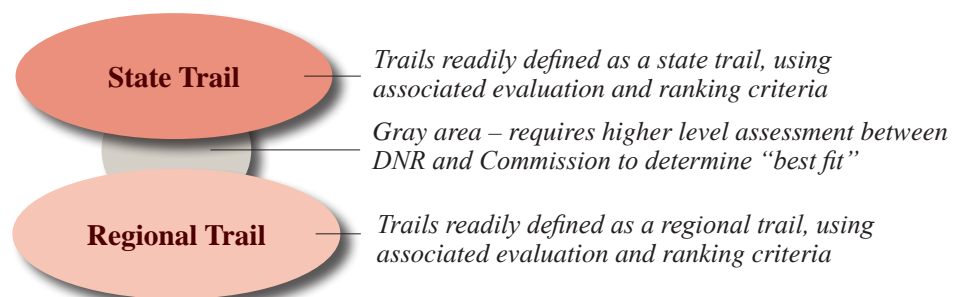 State Trail
Trails readily defined as a state trail, using
associated evaluation and ranking criteria
Gray area – requires higher level assessment between
DNR and Commission to determine “best fit”
Regional Trail
Trails readily defined as a regional trail, using
associated evaluation and ranking criteria